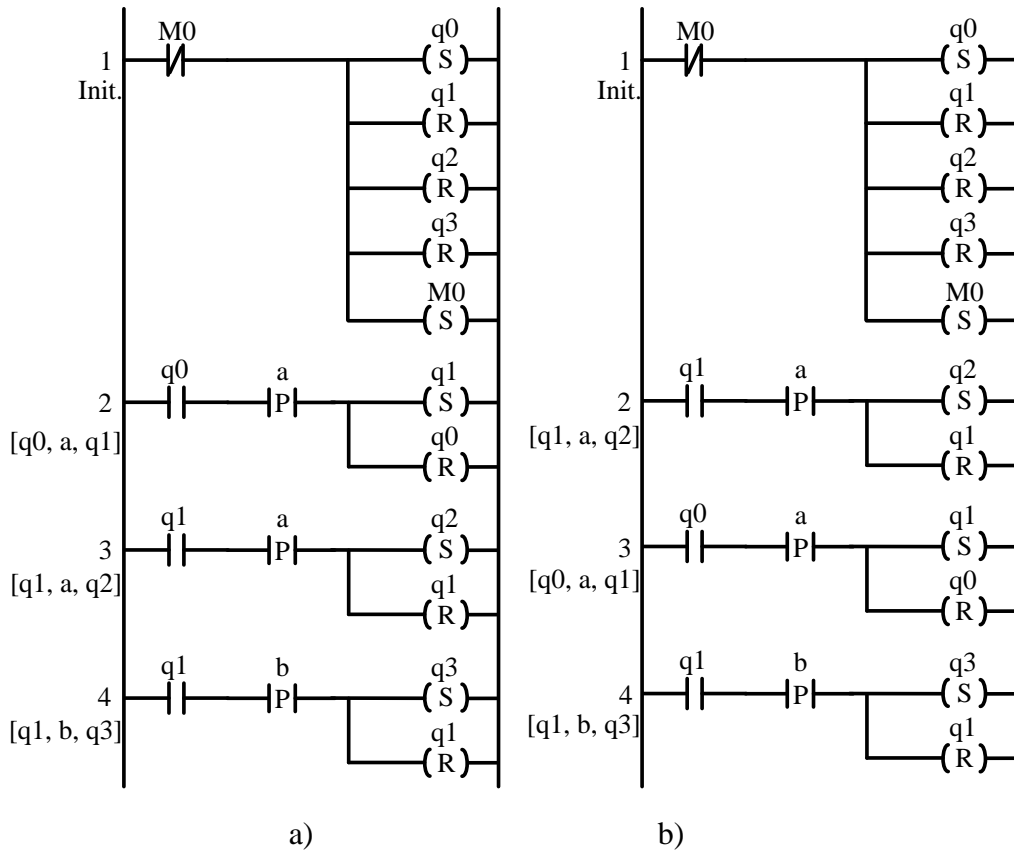 M0 q0
1 S
Init. q1
R
q2
R
q3
R
M0
S
q0 a q1
2 P S
[q0, a, q1] q0
R
q1 a q2
3 P S
[q1, a, q2] q1
R
q1 b q3
4 P S
[q1, b, q3] q1
R
a)
M0 q0
1 S
Init. q1
R
q2
R
q3
R
M0
S
q1 a q2
2 P S
[q1, a, q2] q1
R
q0 a q1
3 P S
[q0, a, q1] q0
R
q1 b q3
4 P S
[q1, b, q3] q1
R
b)